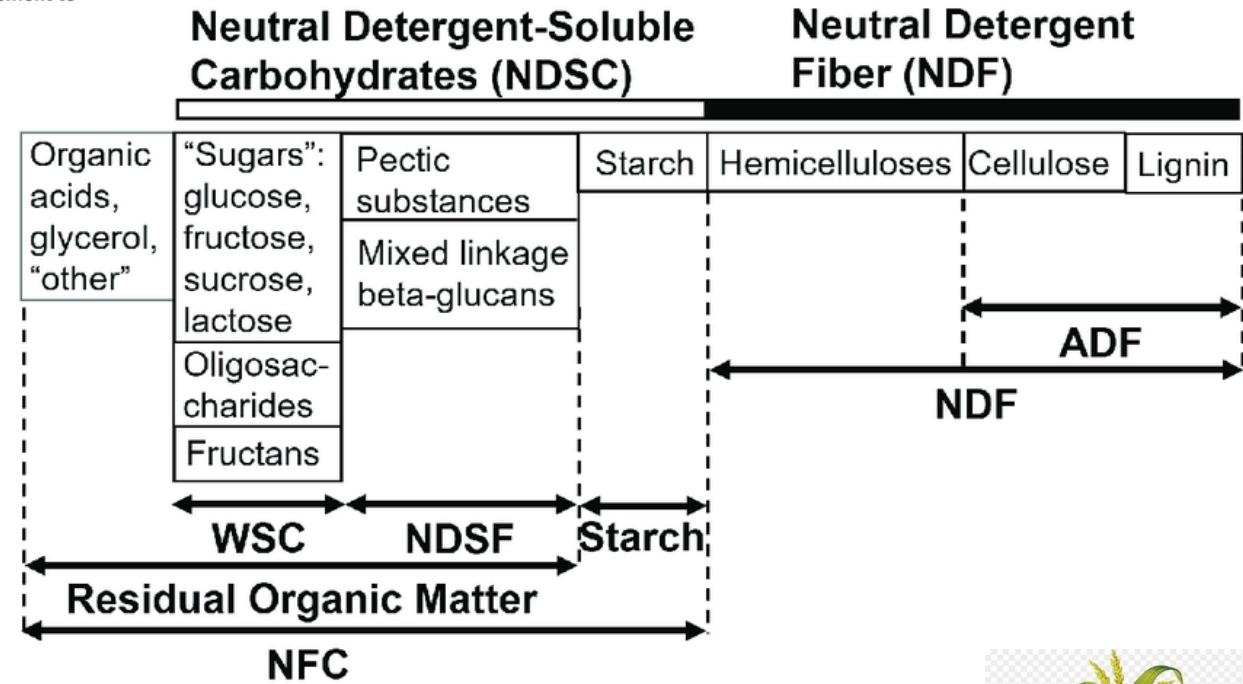 Neutral Detergent-Soluble
Carbohydrates (NDSC)
Neutral Detergent
Fiber (NDF)
Organic
acids,
glycerol,
“other”
“Sugars”:
glucose,
fructose,
sucrose,
lactose
Oligosac-
charides
Fructans
Pectic
substances
Mixed linkage
beta-glucans
Starch
Hemicelluloses
Cellulose
Lignin
ADF
NDF
WSC
NDSF
Starch
Residual Organic Matter
NFC